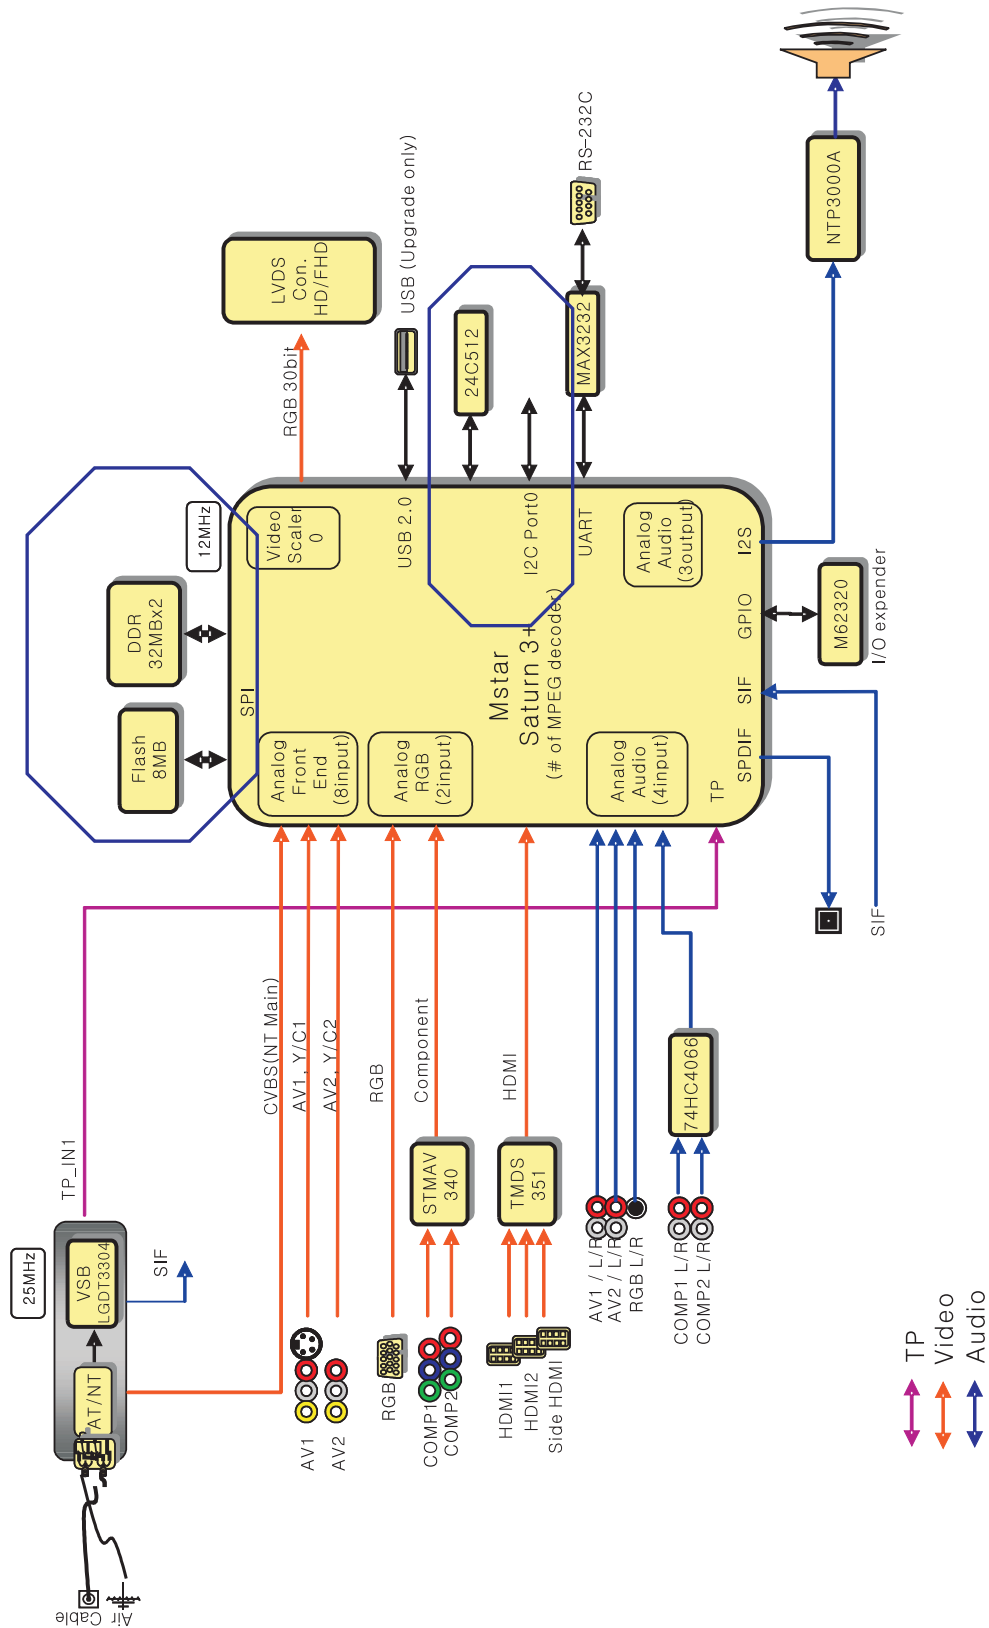 Cable
Air
AT/NT
VSB
LGDT3304
25MHz
TP_IN1
SIF
AV1
AV2
RGB
COMP1
COMP2
HDMI1
HDMI2
Side HDMI
AV1 / L/R
AV2 / L/R
RGB L/R
COMP1 L/R
COMP2 L/R
STMAV
340
TMDS
351
74HC4066
CVBS(NT Main)
AV1, Y/C1
AV2, Y/C2
RGB
Component
HDMI
SIF
Flash
8MB
DDR
32MBx2
12MHz
SPI
Analog
Front
End
(8input)
Analog
RGB
(2input)
Analog
Audio
(4input)
TP
SPDIF
SIF
GPIO
I2S
Mstar
Saturn 3+
(# of MPEG decoder)
Video
Scaler
0
USB 2.0
I2C Port0
UART
Analog
Audio
(3output)
RGB 30bit
LVDS
Con.
HD/FHD
USB (Upgrade only)
24C512
MAX3232
RS-232C
M62320
I/O expender
NTP3000A
TP
Video
Audio